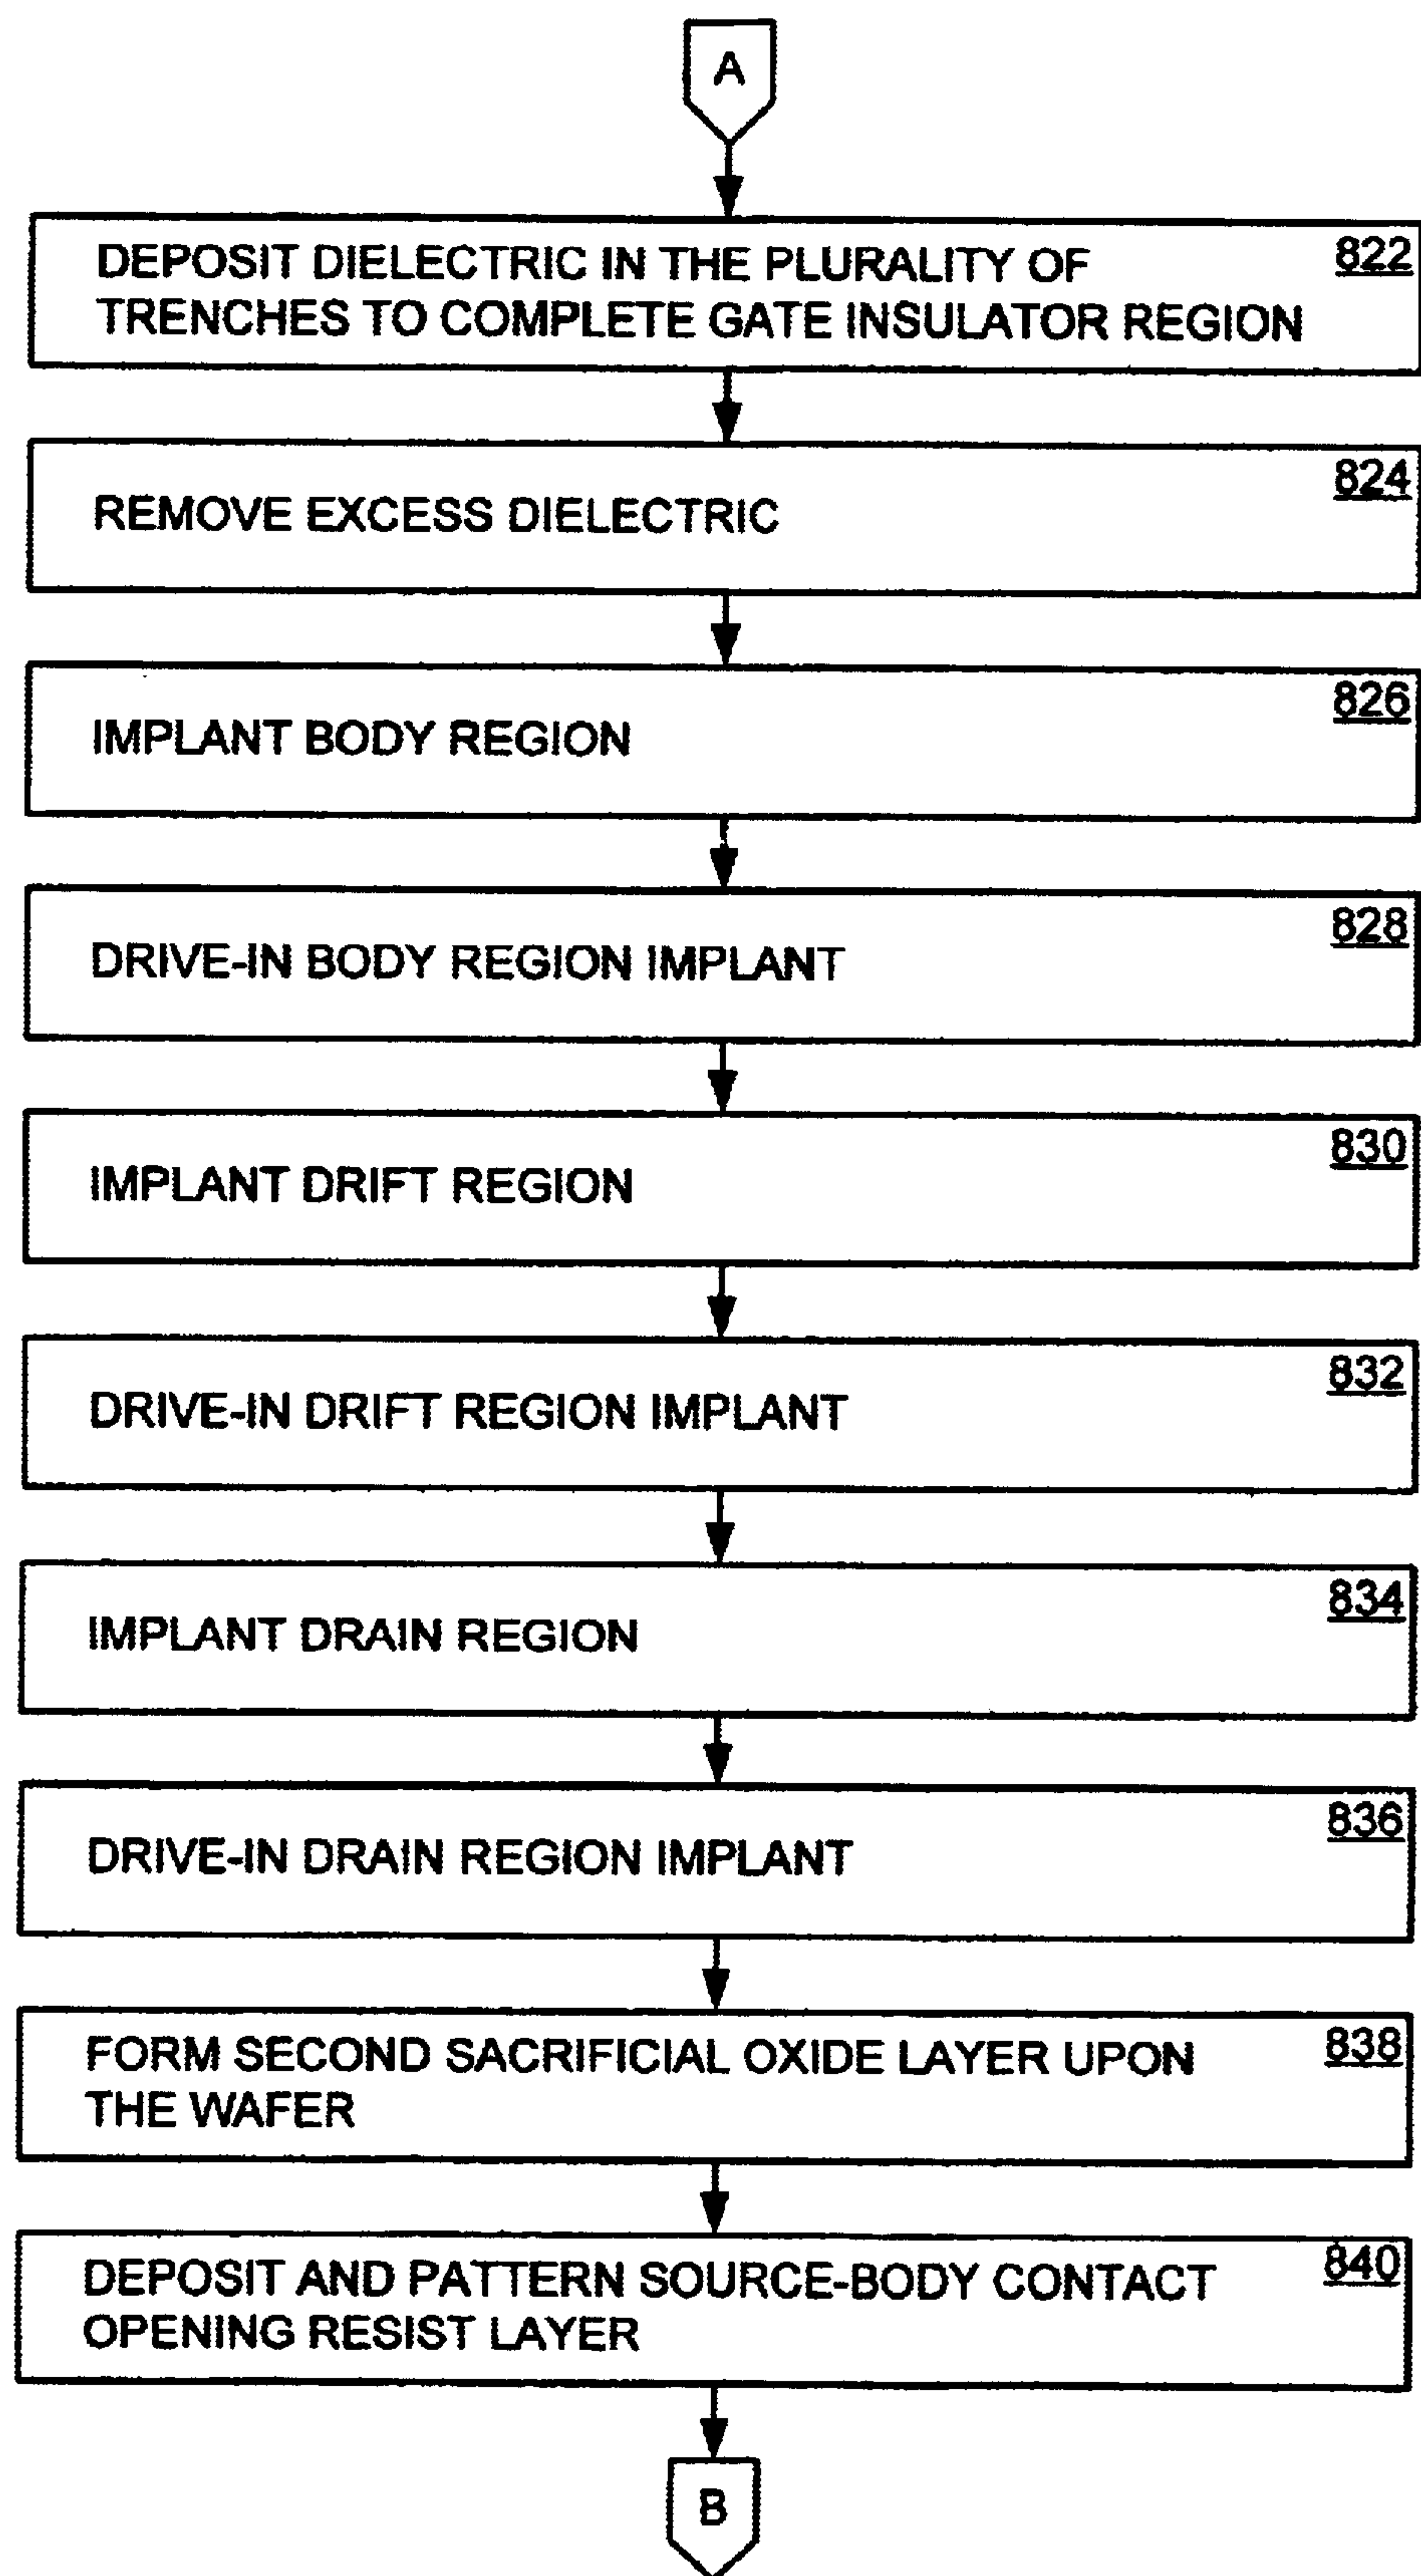 A
DEPOSIT DIELECTRIC IN THE PLURALITY OF
TRENCHES TO COMPLETE GATE INSULATOR REGION
822
REMOVE EXCESS DIELECTRIC
824
IMPLANT BODY REGION
826
DRIVE-IN BODY REGION IMPLANT
828
IMPLANT DRIFT REGION
830
DRIVE-IN DRIFT REGION IMPLANT
832
IMPLANT DRAIN REGION
834
DRIVE-IN DRAIN REGION IMPLANT
836
FORM SECOND SACRIFICIAL OXIDE LAYER UPON
THE WAFER
838
DEPOSIT AND PATTERN SOURCE-BODY CONTACT
OPENING RESIST LAYER
840
B